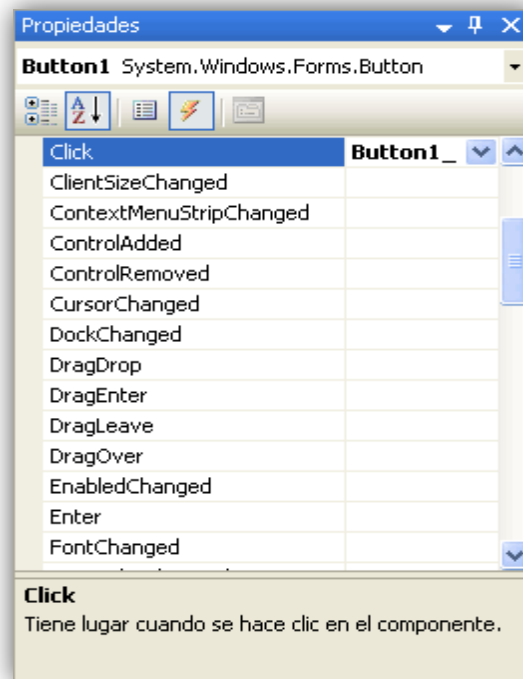 Propiedades
Button1 System.Windows.Forms.Button
Click Button1_
ClientSizeChanged
ContextMenuStripChanged
ControlAdded
ControlRemoved
CursorChanged
DockChanged
DragDrop
DragEnter
DragLeave
DragOver
EnabledChanged
Enter
FontChanged
Click
Tiene lugar cuando se hace clic en el componente.